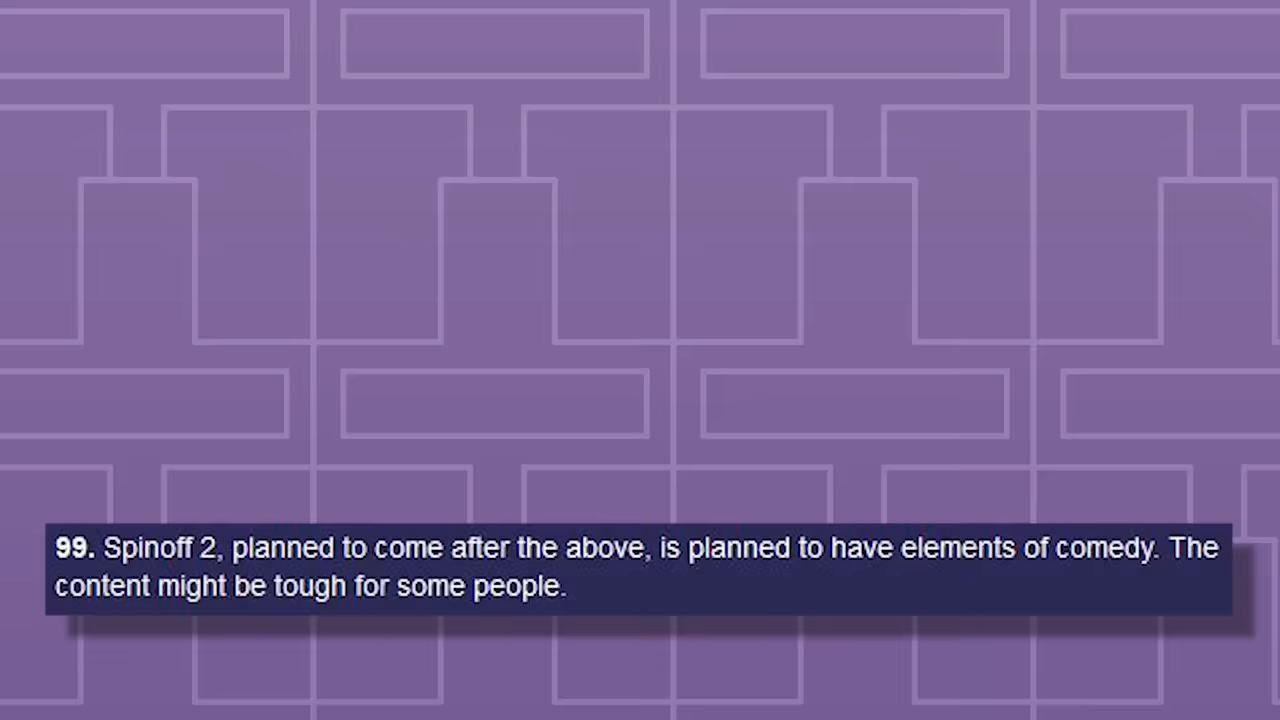 99. Spinoff 2, planned to come after the above, is planned to have elements of comedy. The
content might be tough for some people.